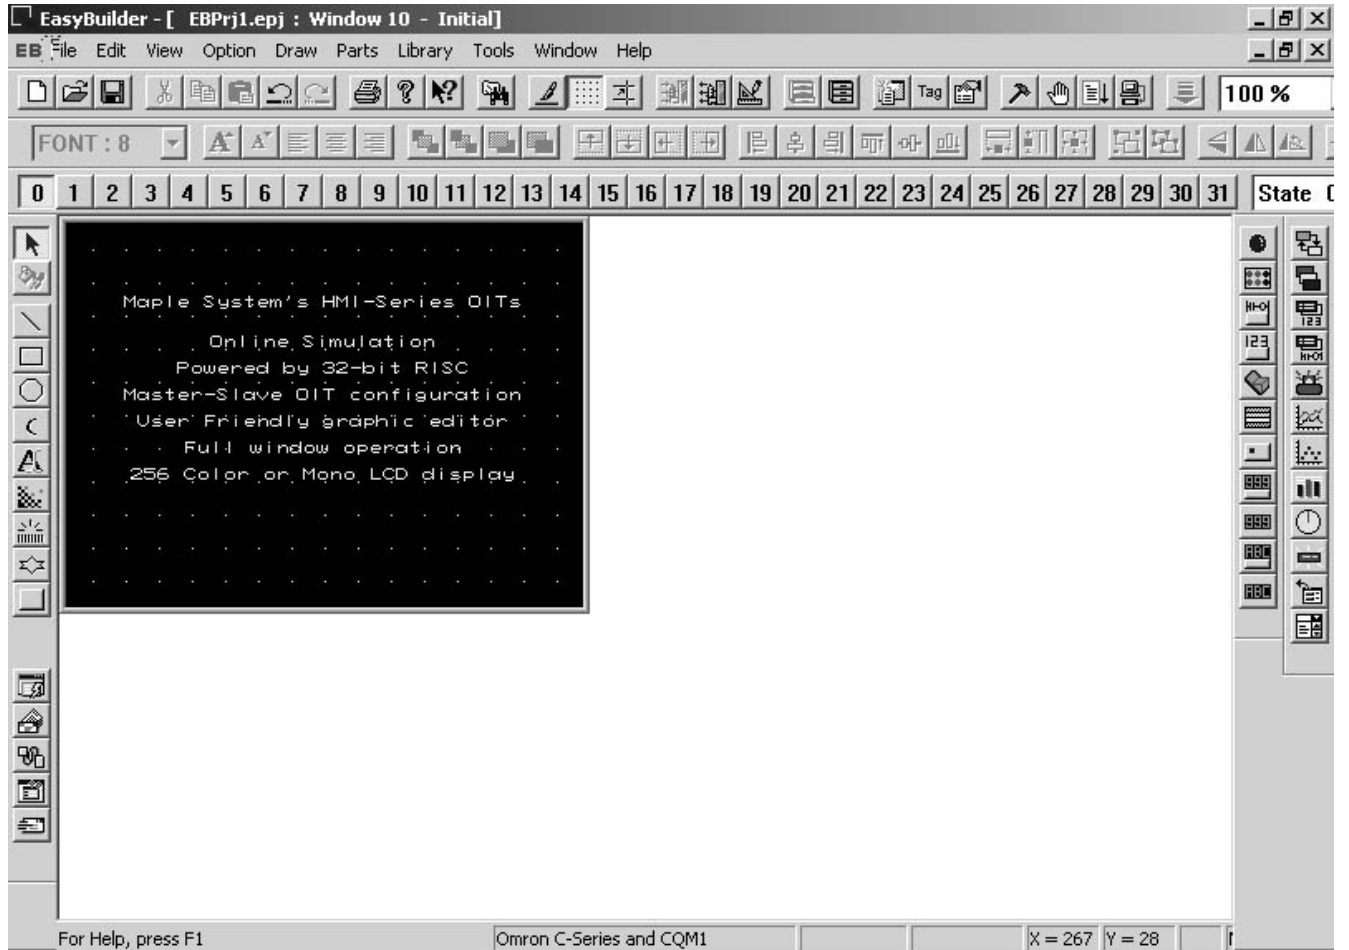 EasyBuilder - [ EBPrj1.epj : Window 10 - Initial]
EB File Edit View Option Draw Parts Library Tools Window Help
Tag 100 %
FONT : 8 A A
0 1 2 3 4 5 6 7 8 9 10 11 12 13 14 15 16 17 18 19 20 21 22 23 24 25 26 27 28 29 30 31 State 0
Maple System's HMI-Series OITs
Online Simulation
Powered by 32-bit RISC
Master-Slave OIT configuration
User Friendly graphic editor
Full window operation
256 Color or Mono LCD display
A
123
123
999
999
ABC
ABC
For Help, press F1 Omron C-Series and CQM1 X = 267 Y = 28